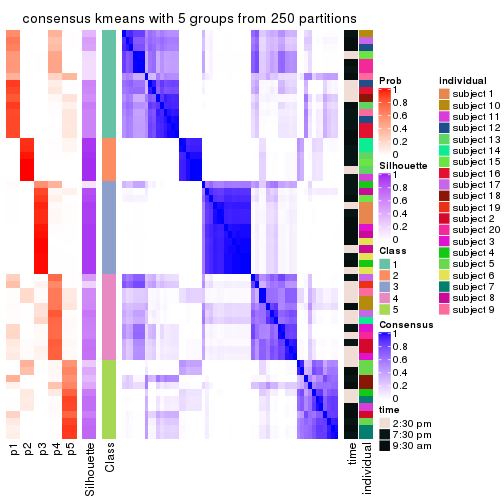 consensus kmeans with 5 groups from 250 partitions
p1
p2
p3
p4
p5
Silhouette
Class
time
individual
Prob
1
0.8
0.6
0.4
0.2
0
Silhouette
1
0.8
0.6
0.4
0.2
0
Class
1
2
3
4
5
Consensus
1
0.8
0.6
0.4
0.2
0
time
2:30 pm
7:30 pm
9:30 am
individual
subject 1
subject 10
subject 11
subject 12
subject 13
subject 14
subject 15
subject 16
subject 17
subject 18
subject 19
subject 2
subject 20
subject 3
subject 4
subject 5
subject 6
subject 7
subject 8
subject 9